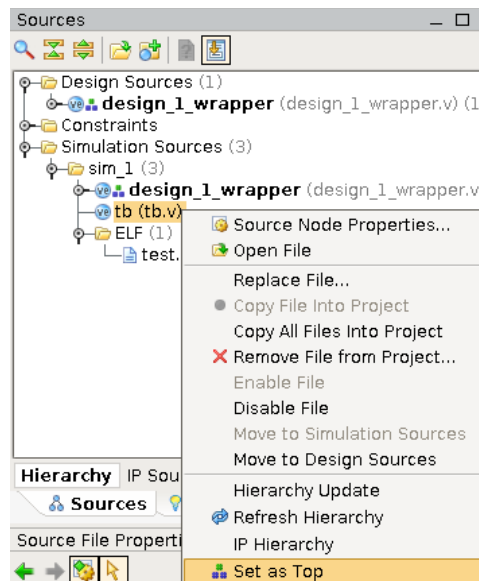 Sources
Design Sources (1)
design_1_wrapper (design_1_wrapper.v) (1
Constraints
Simulation Sources (3)
sim_1 (3)
design_1_wrapper (design_1_wrapper.v
tb (tb.v)
ELF (1)
test.
Source Node Properties...
Open File
Replace File...
Copy File Into Project
Copy All Files Into Project
Remove File from Project...
Enable File
Disable File
Move to Simulation Sources
Move to Design Sources
Hierarchy Update
Refresh Hierarchy
IP Hierarchy
Set as Top
Hierarchy IP Sou
Sources
Source File Properti